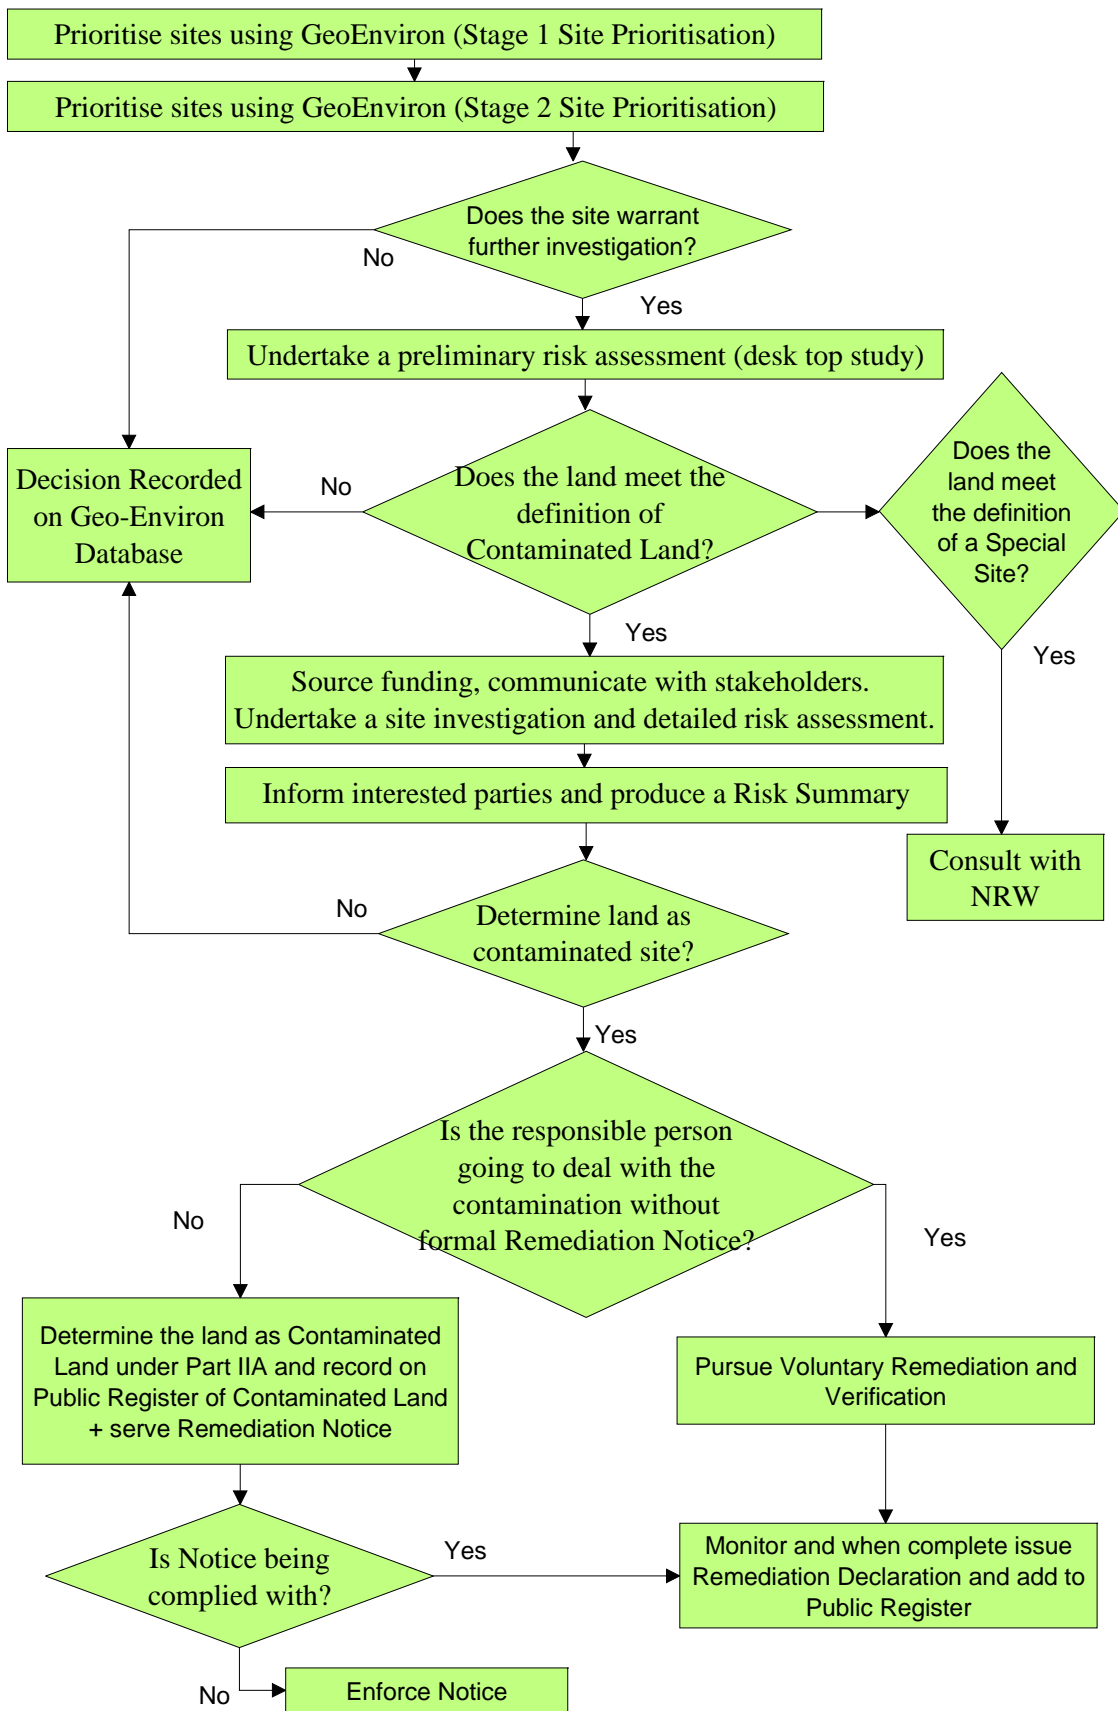 Prioritise sites using GeoEnviron (Stage 1 Site Prioritisation)
Prioritise sites using GeoEnviron (Stage 2 Site Prioritisation)
Does the site warrant
further investigation?
No
Yes
Undertake a preliminary risk assessment (desk top study)
Decision Recorded
on Geo-Environ
Database
No
Does the land meet the
definition of
Contaminated Land?
Does the
land meet
the definition
of a Special
Site?
Yes
Yes
Source funding, communicate with stakeholders.
Undertake a site investigation and detailed risk assessment.
Inform interested parties and produce a Risk Summary
Consult with
NRW
No
Determine land as
contaminated site?
Yes
Is the responsible person
going to deal with the
contamination without
formal Remediation Notice?
No
Yes
Determine the land as Contaminated
Land under Part IIA and record on
Public Register of Contaminated Land
+ serve Remediation Notice
Pursue Voluntary Remediation and
Verification
Is Notice being
complied with?
Yes
Monitor and when complete issue
Remediation Declaration and add to
Public Register
No
Enforce Notice